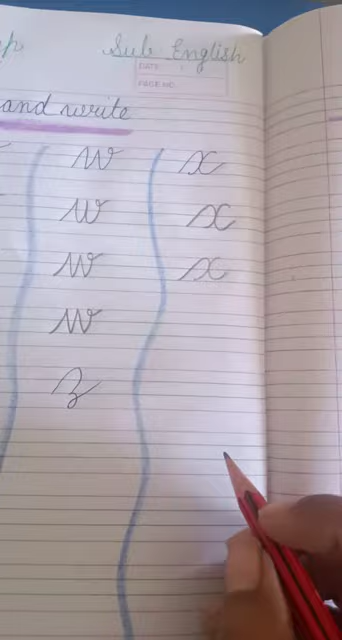 p Sub English
DATE
PAGE NO.
and write
w x
w x
w x
w
z